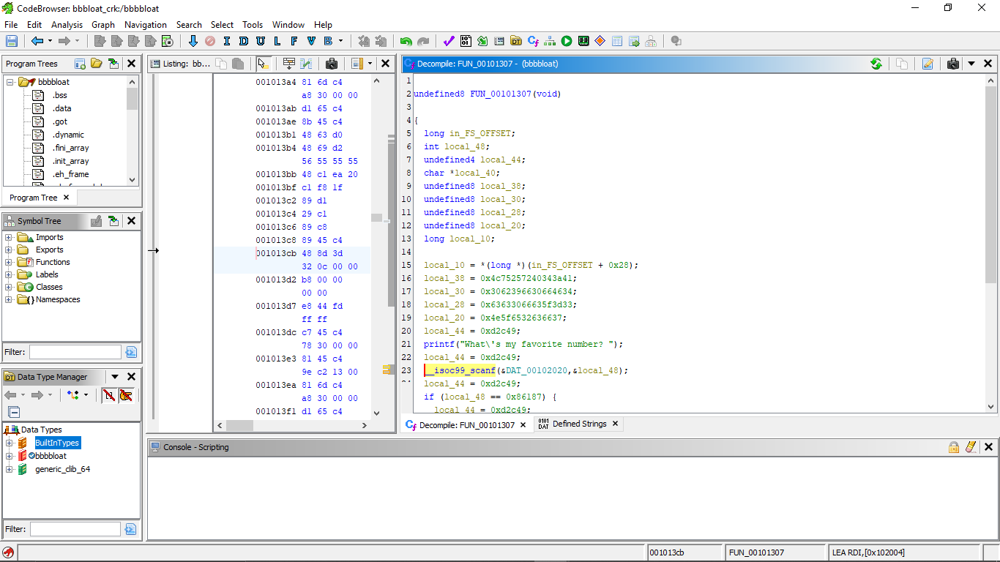 CodeBrowser: bbbloat_crk:/bbbbloat
File Edit Analysis Graph Navigation Search Select Tools Window Help
I D U L F V B
Program Trees
bbbbloat
.bss
.data
.got
.dynamic
.fini_array
.init_array
.eh_frame
Program Tree
Symbol Tree
Imports
Exports
Functions
Labels
Classes
Namespaces
Filter:
Data Type Manager
Data Types
BuiltInTypes
bbbbloat
generic_clib_64
Filter:
Listing: bb...
001013a4 81 6d c4
a8 30 00 00
001013ab d1 65 c4
001013ae 8b 45 c4
001013b1 48 63 d0
001013b4 48 69 d2
56 55 55 55
001013bb 48 c1 ea 20
001013bf c1 f8 1f
001013c2 89 d1
001013c4 29 c1
001013c6 89 c8
001013c8 89 45 c4
001013cb 48 8d 3d
32 0c 00 00
001013d2 b8 00 00
00 00
001013d7 e8 44 fd
ff ff
001013dc c7 45 c4
78 30 00 00
001013e3 81 45 c4
9e c2 13 00
001013ea 81 6d c4
a8 30 00 00
001013f1 d1 65 c4
Decompile: FUN_00101307 - (bbbbloat)
1
2 undefined8 FUN_00101307(void)
3
4 {
5 long in_FS_OFFSET;
6 int local_48;
7 undefined4 local_44;
8 char *local_40;
9 undefined8 local_38;
10 undefined8 local_30;
11 undefined8 local_28;
12 undefined8 local_20;
13 long local_10;
14
15 local_10 = *(long *)(in_FS_OFFSET + 0x28);
16 local_38 = 0x4c75257240343a41;
17 local_30 = 0x3062396630664634;
18 local_28 = 0x63633066635f3d33;
19 local_20 = 0x4e5f6532636637;
20 local_44 = 0xd2c49;
21 printf("What\'s my favorite number? ");
22 local_44 = 0xd2c49;
23 __isoc99_scanf(&DAT_00102020,&local_48);
local_44 = 0xd2c49;
if (local_48 == 0x86187) {
local_44 = 0xd2c49;
Decompile: FUN_00101307
Defined Strings
Console - Scripting
001013cb
FUN_00101307
LEA RDI,[0x102004]